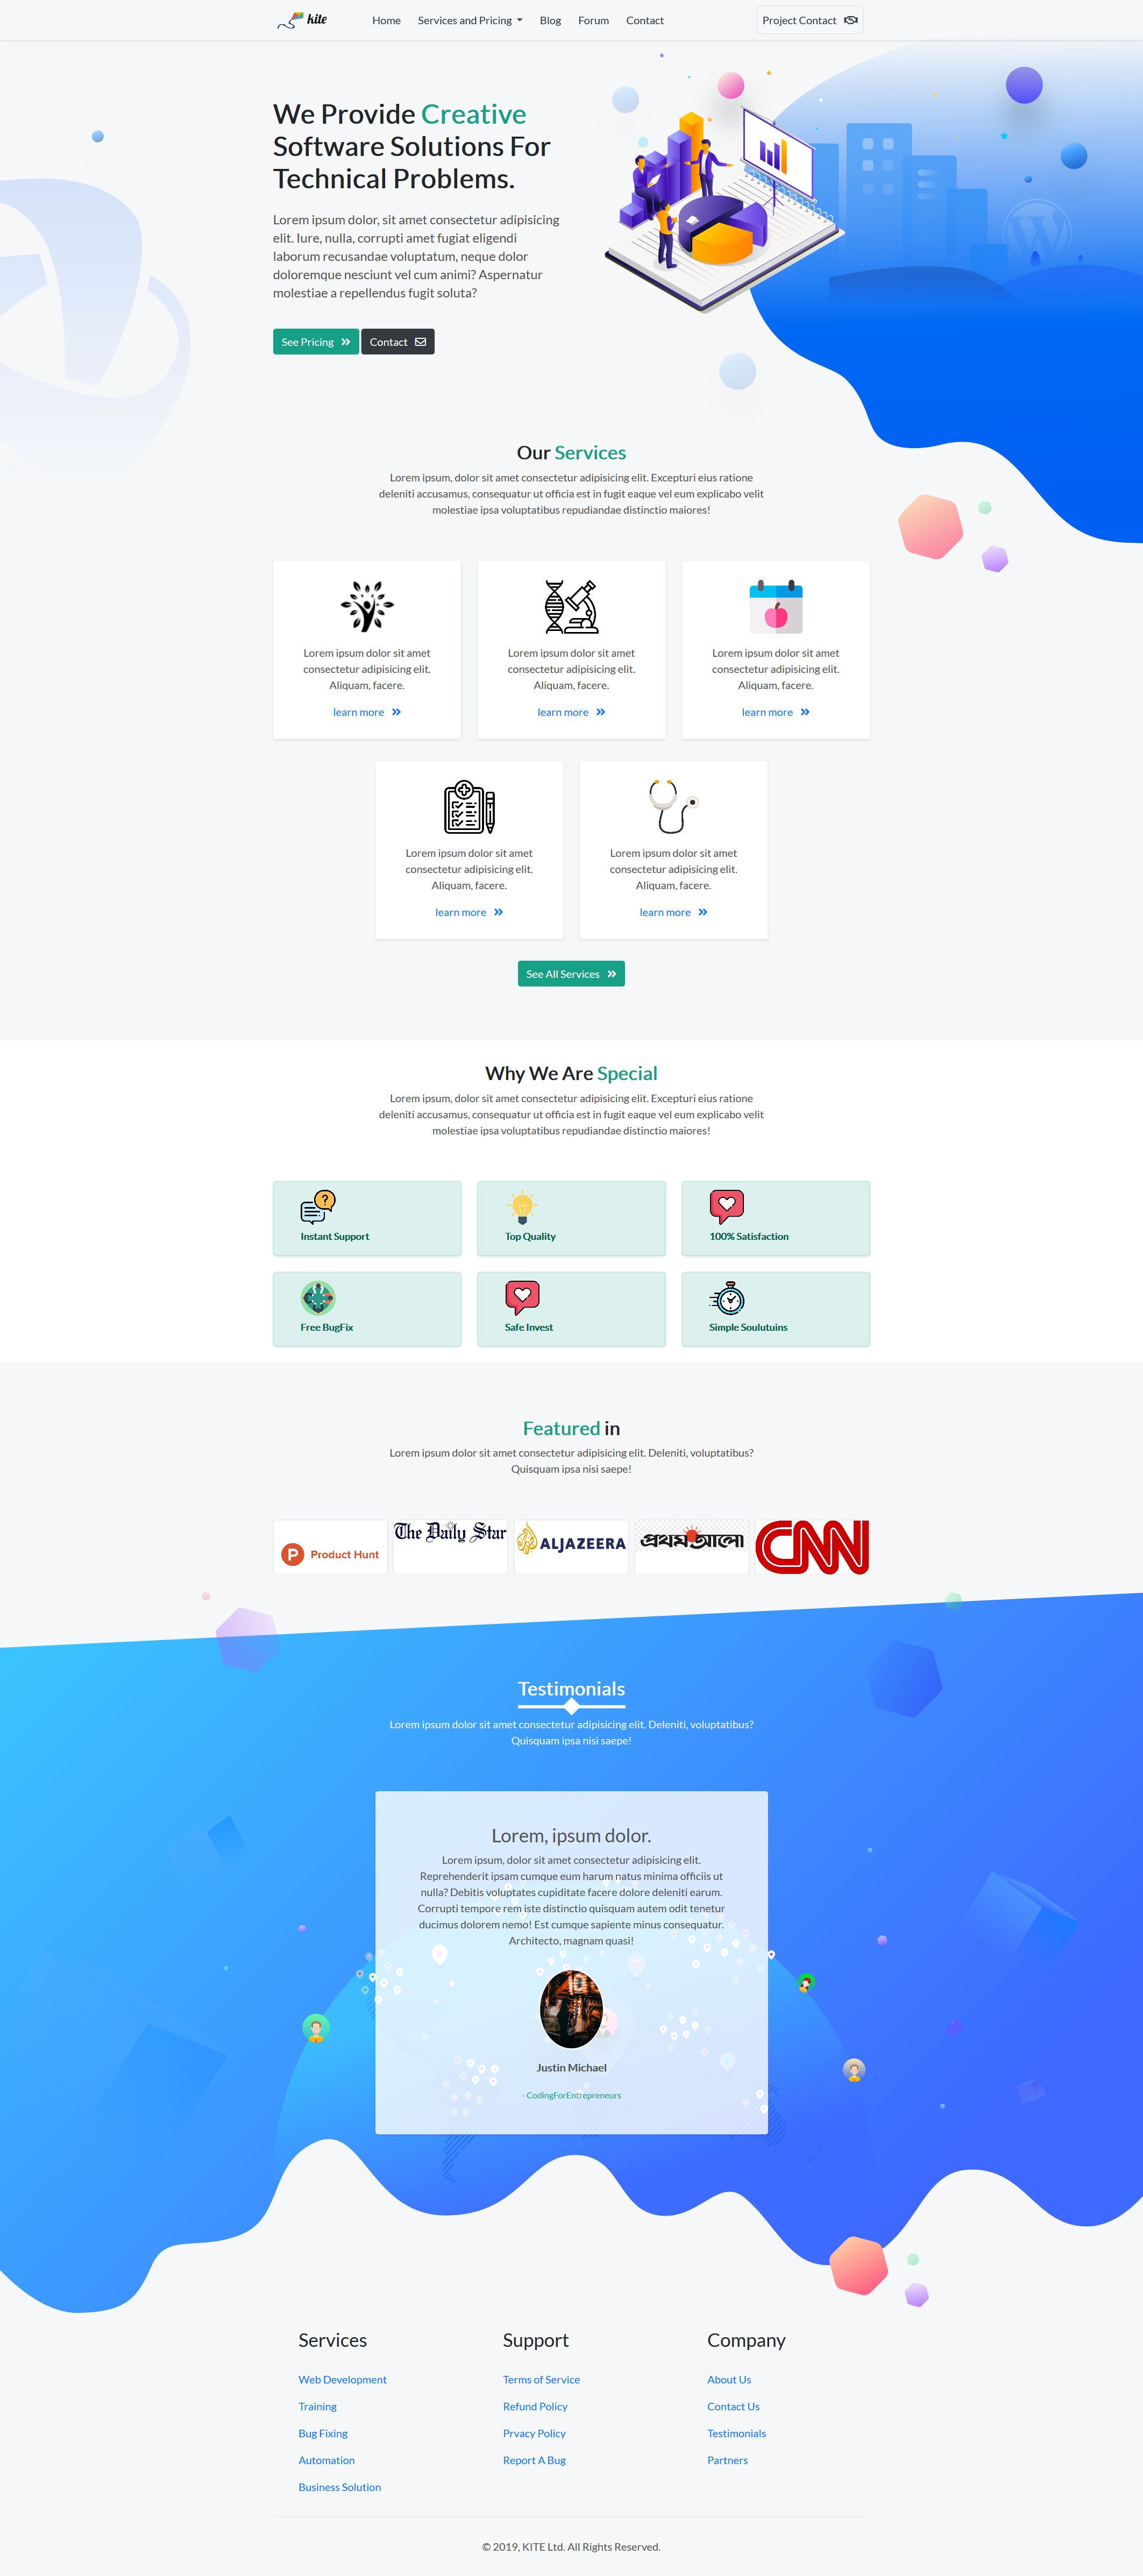 kite
Home
Services and Pricing
Blog
Forum
Contact
Project Contact
We Provide Creative
Software Solutions For
Technical Problems.
Lorem ipsum dolor, sit amet consectetur adipisicing
elit. Iure, nulla, corrupti amet fugiat eligendi
laborum recusandae voluptatum, neque dolor
doloremque nesciunt vel cum animi? Aspernatur
molestiae a repellendus fugit soluta?
See Pricing
Contact
Our Services
Lorem ipsum, dolor sit amet consectetur adipisicing elit. Excepturi eius ratione
deleniti accusamus, consequatur ut officia est in fugit eaque vel eum explicabo velit
molestiae ipsa voluptatibus repudiandae distinctio maiores!
Lorem ipsum dolor sit amet
consectetur adipisicing elit.
Aliquam, facere.
learn more
Lorem ipsum dolor sit amet
consectetur adipisicing elit.
Aliquam, facere.
learn more
Lorem ipsum dolor sit amet
consectetur adipisicing elit.
Aliquam, facere.
learn more
Lorem ipsum dolor sit amet
consectetur adipisicing elit.
Aliquam, facere.
learn more
Lorem ipsum dolor sit amet
consectetur adipisicing elit.
Aliquam, facere.
learn more
See All Services
Why We Are Special
Lorem ipsum, dolor sit amet consectetur adipisicing elit. Excepturi eius ratione
deleniti accusamus, consequatur ut officia est in fugit eaque vel eum explicabo velit
molestiae ipsa voluptatibus repudiandae distinctio maiores!
Instant Support
Top Quality
100% Satisfaction
Free BugFix
Safe Invest
Simple Soulutuins
Featured in
Lorem ipsum dolor sit amet consectetur adipisicing elit. Deleniti, voluptatibus?
Quisquam ipsa nisi saepe!
P Product Hunt
The Daily Star
ALJAZEERA
প্রথম আলো
CNN
Testimonials
Lorem ipsum dolor sit amet consectetur adipisicing elit. Deleniti, voluptatibus?
Quisquam ipsa nisi saepe!
Lorem, ipsum dolor.
Lorem ipsum, dolor sit amet consectetur adipisicing elit.
Reprehenderit ipsam cumque eum harum natus minima officiis ut
nulla? Debitis voluptates cupiditate facere dolore deleniti earum.
Corrupti tempore rem iste distinctio quisquam autem odit tenetur
ducimus dolorem nemo! Est cumque sapiente minus consequatur.
Architecto, magnam quasi!
Justin Michael
- CodingForEntrepreneurs
Services
Web Development
Training
Bug Fixing
Automation
Business Solution
Support
Terms of Service
Refund Policy
Prvacy Policy
Report A Bug
Company
About Us
Contact Us
Testimonials
Partners
© 2019, KITE Ltd. All Rights Reserved.